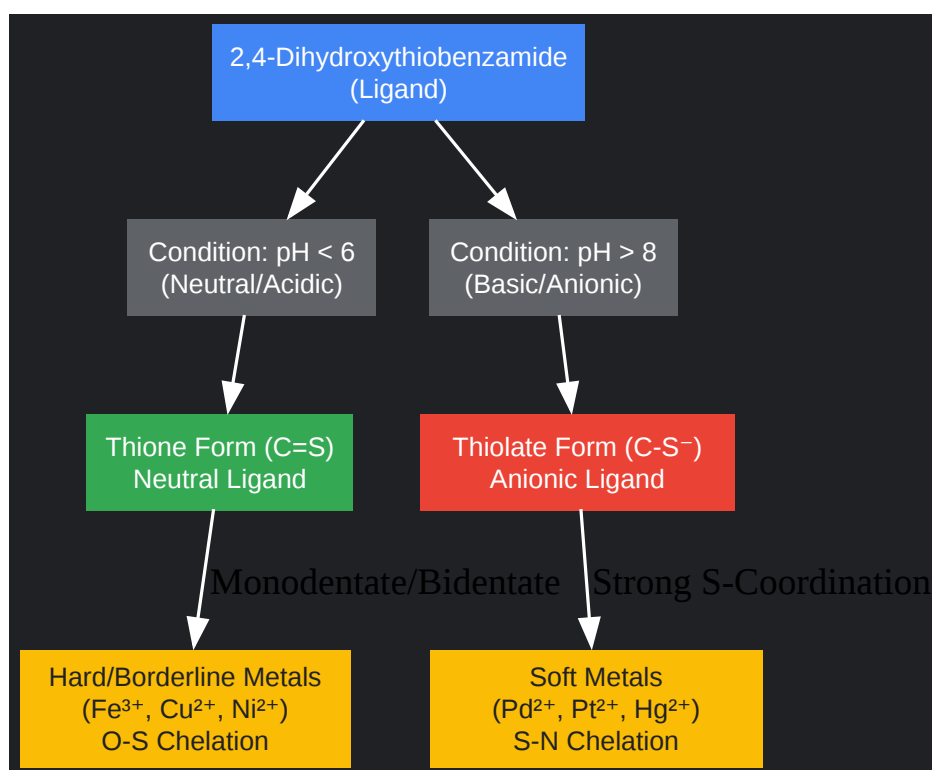 2,4-Dihydroxythiobenzamide
(Ligand)
Condition: pH < 6
(Neutral/Acidic)
Condition: pH > 8
(Basic/Anionic)
Thione Form (C=S)
Neutral Ligand
Thiolate Form (C-S⁻)
Anionic Ligand
Monodentate/Bidentate
Strong S-Coordination
Hard/Borderline Metals
(Fe³⁺, Cu²⁺, Ni²⁺)
O-S Chelation
Soft Metals
(Pd²⁺, Pt²⁺, Hg²⁺)
S-N Chelation